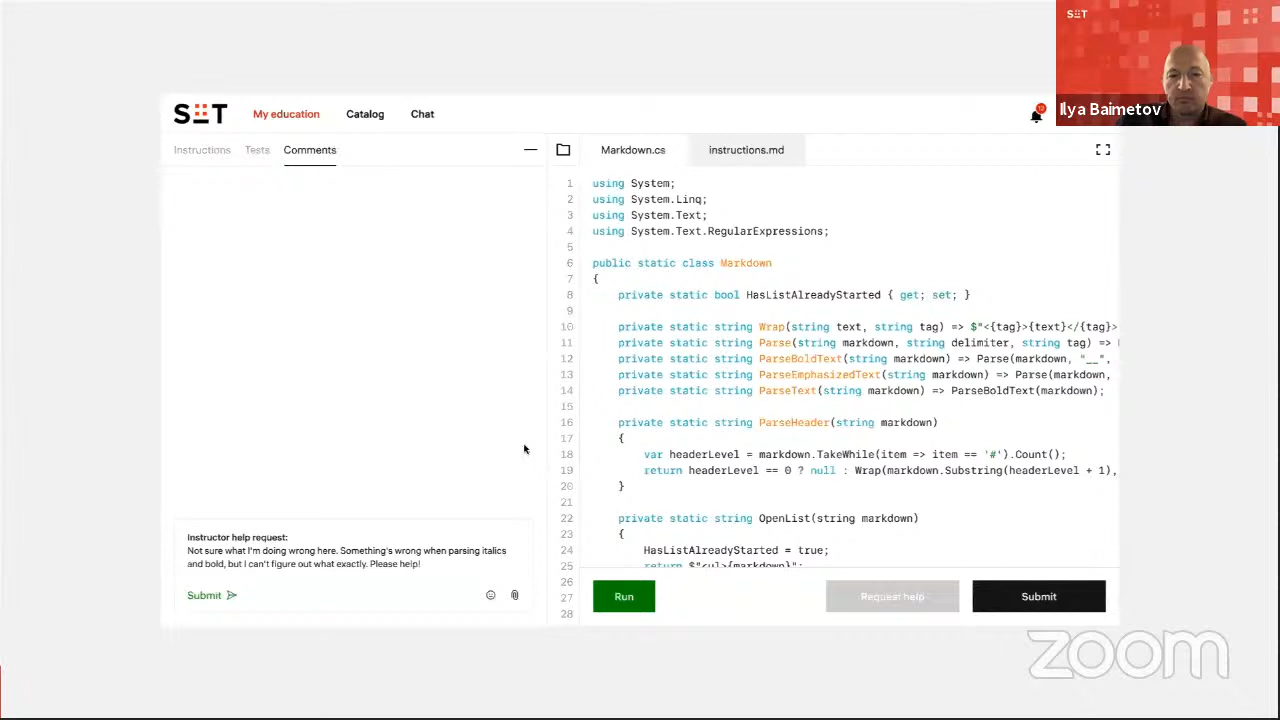 S::T
Ilya Baimetov
S::T My education Catalog Chat
12
Instructions Tests Comments
Markdown.cs instructions.md
1 using System;
2 using System.Linq;
3 using System.Text;
4 using System.Text.RegularExpressions;
5
6 public static class Markdown
7 {
8 private static bool HasListAlreadyStarted { get; set; }
9
10 private static string Wrap(string text, string tag) => $"<{tag}>{text}</{tag}>
11 private static string Parse(string markdown, string delimiter, string tag) =>
12 private static string ParseBoldText(string markdown) => Parse(markdown, "__",
13 private static string ParseEmphasizedText(string markdown) => Parse(markdown,
14 private static string ParseText(string markdown) => ParseBoldText(markdown);
15
16 private static string ParseHeader(string markdown)
17 {
18 var headerLevel = markdown.TakeWhile(item => item == '#').Count();
19 return headerLevel == 0 ? null : Wrap(markdown.Substring(headerLevel + 1),
20 }
21
22 private static string OpenList(string markdown)
23 {
24 HasListAlreadyStarted = true;
25 return $"<ul>{markdown}";
26
27
28
Instructor help request:
Not sure what I'm doing wrong here. Something's wrong when parsing italics
and bold, but I can't figure out what exactly. Please help!
Submit
Run Request help Submit
zoom